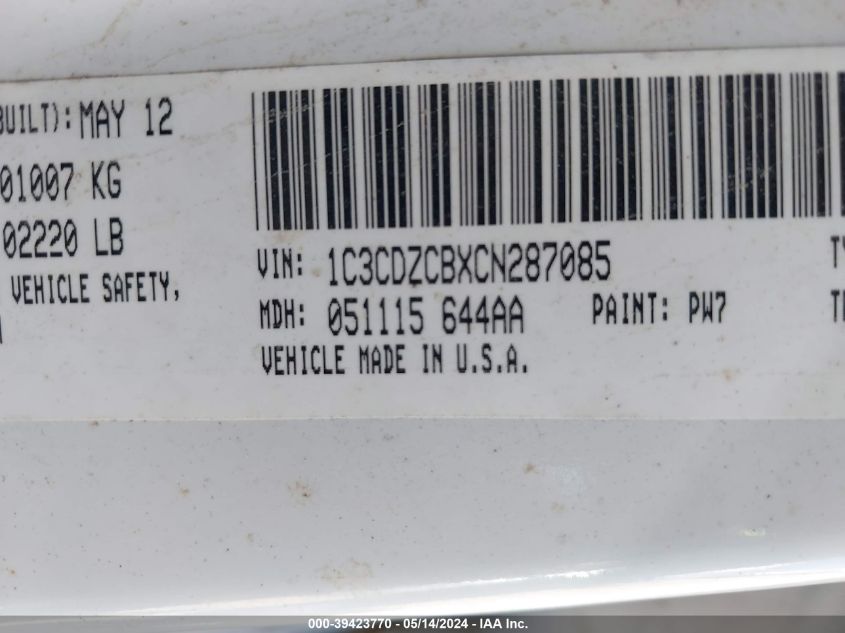 BUILT): MAY 12
01007 KG
02220 LB
VEHICLE SAFETY,
VIN: 1C3CDZCBXCN287085
MDH: 051115 644AA
PAINT: PW7
VEHICLE MADE IN U.S.A.
000-39423770 - 05/14/2024 - IAA Inc.